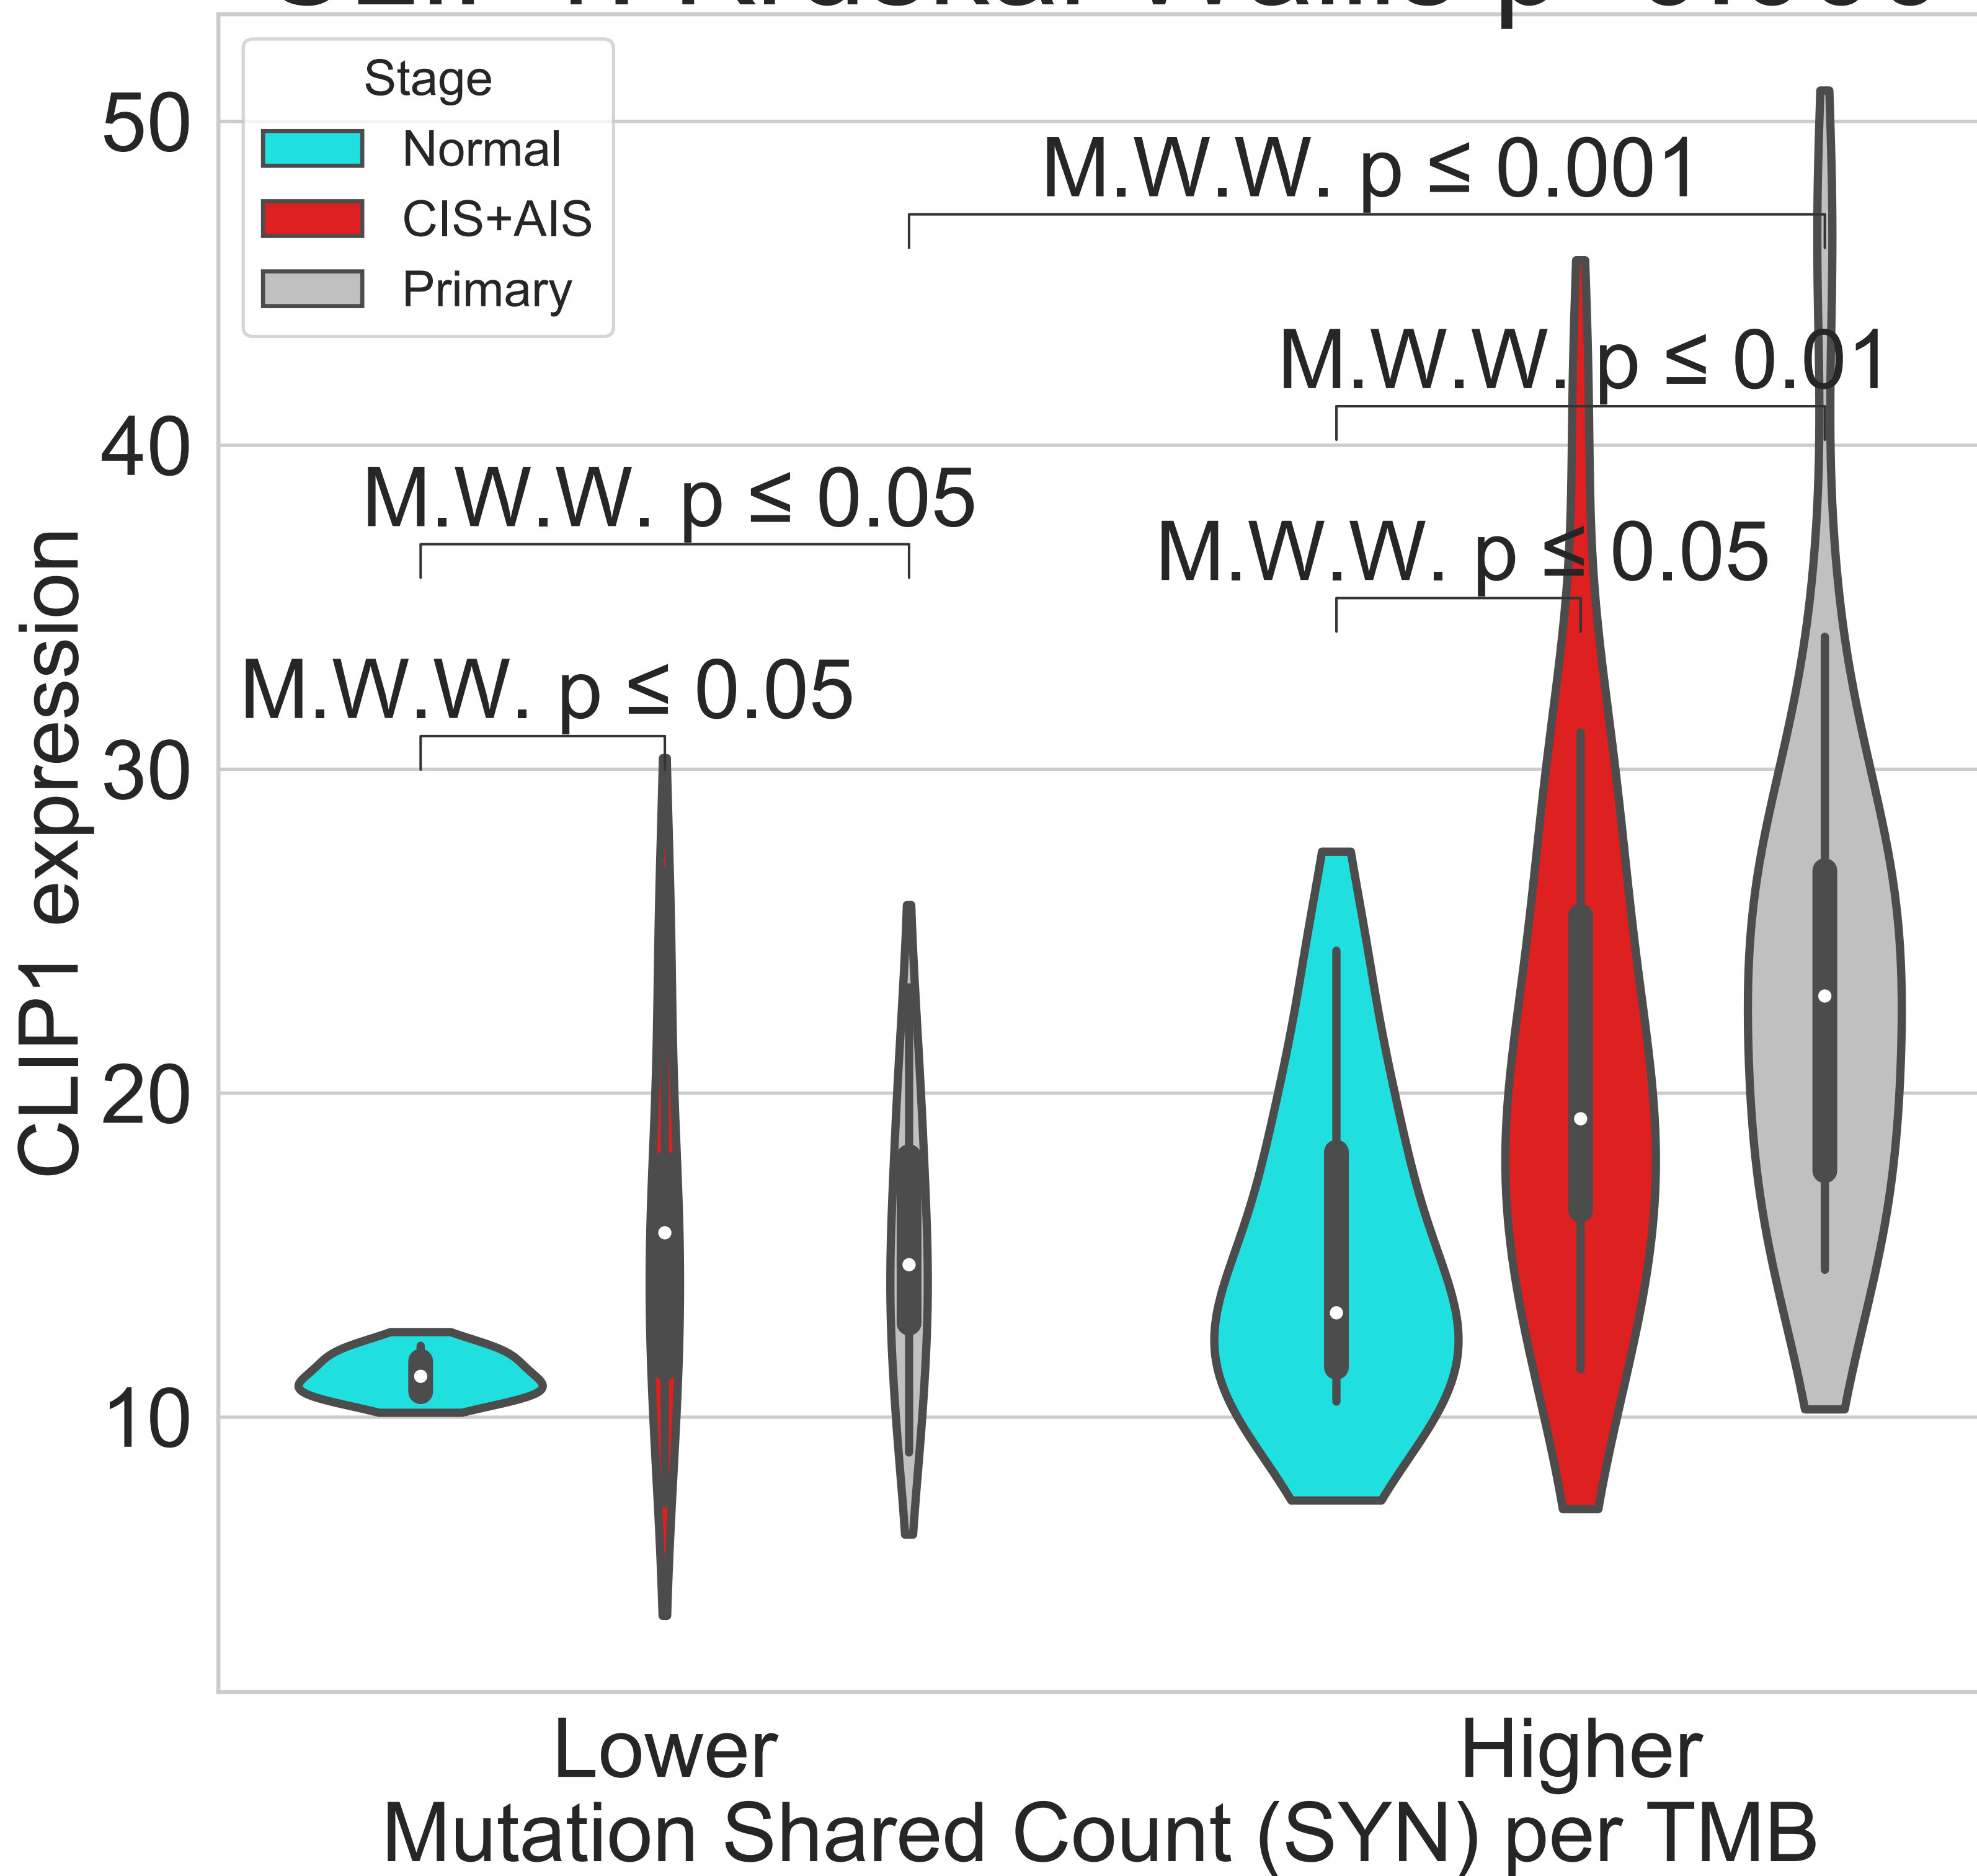 Stage
Normal
CIS+AIS
Primary
50
40
30
20
10
CLIP1 expression
M.W.W. p ≤ 0.001
M.W.W. p ≤ 0.01
M.W.W. p ≤ 0.05
M.W.W. p ≤ 0.05
M.W.W. p ≤ 0.05
Lower
Higher
Mutation Shared Count (SYN) per TMB